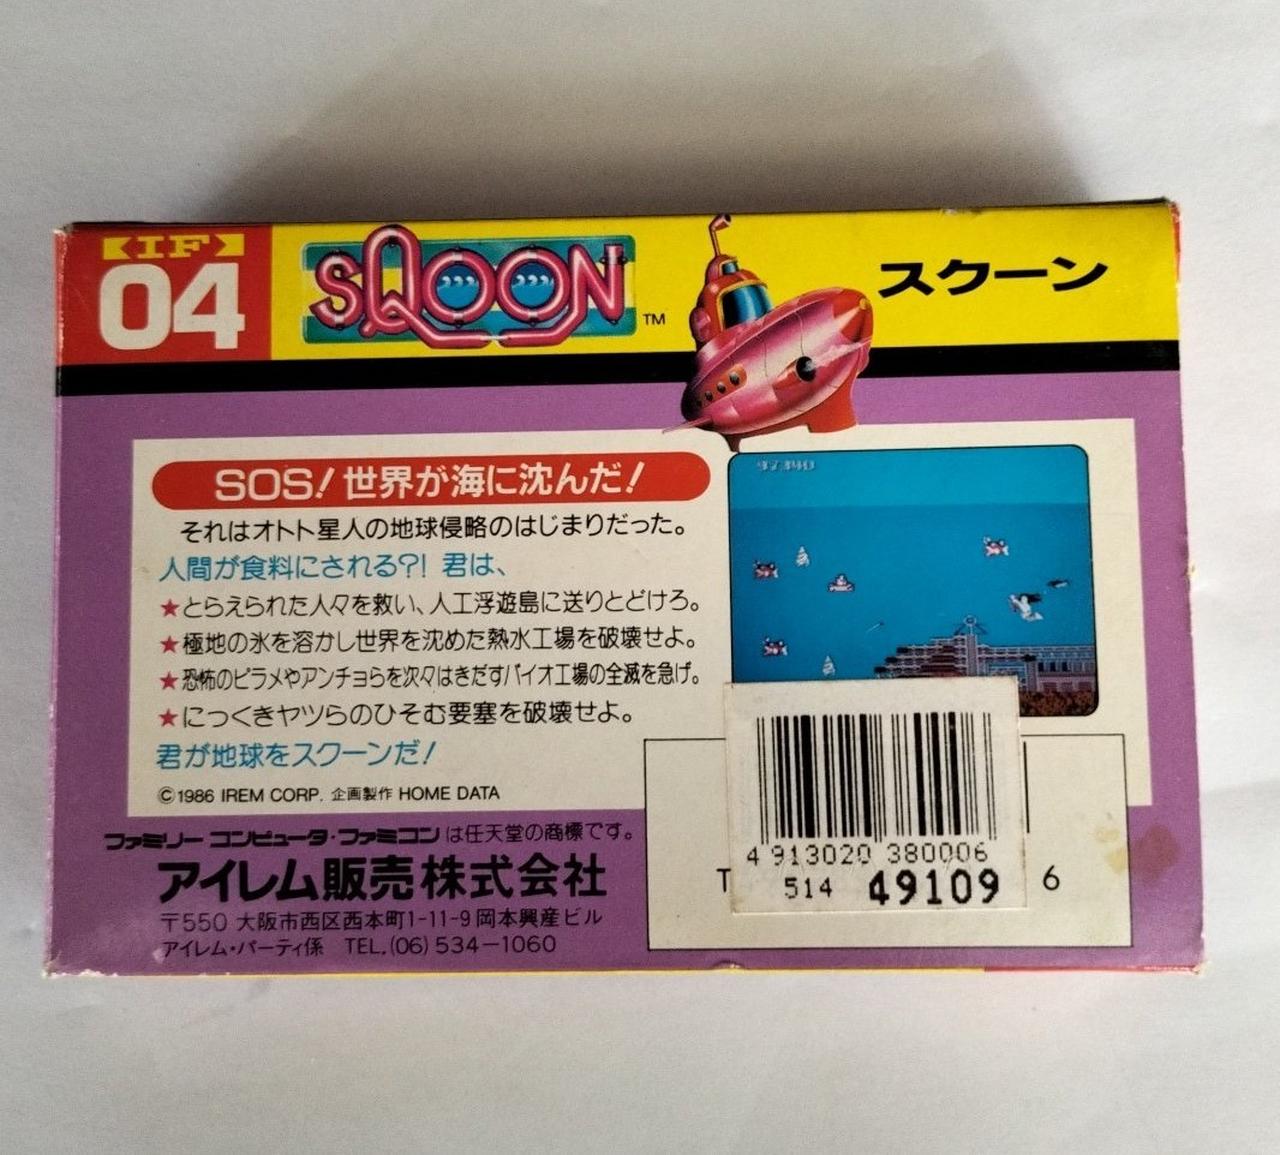 IF
04
SQOON
TM
スクーン
SOS! 世界が海に沈んだ!
それはオトト星人の地球侵略のはじまりだった。
人間が食料にされる?! 君は、
★とらえられた人々を救い、人工浮遊島に送りとどけろ。
★極地の氷を溶かし世界を沈めた熱水工場を破壊せよ。
★恐怖のピラメやアンチョらを次々はきだすバイオ工場の全滅を急げ。
★にっくきヤツらのひそむ要塞を破壊せよ。
君が地球をスクーンだ!
©1986 IREM CORP. 企画製作 HOME DATA
ファミリー コンピュータ・ファミコン は任天堂の商標です。
アイレム販売株式会社
〒550 大阪市西区西本町1-11-9岡本興産ビル
アイレム・パーティ係 TEL.(06)534-1060
4 913020 380006
514 49109
T 6